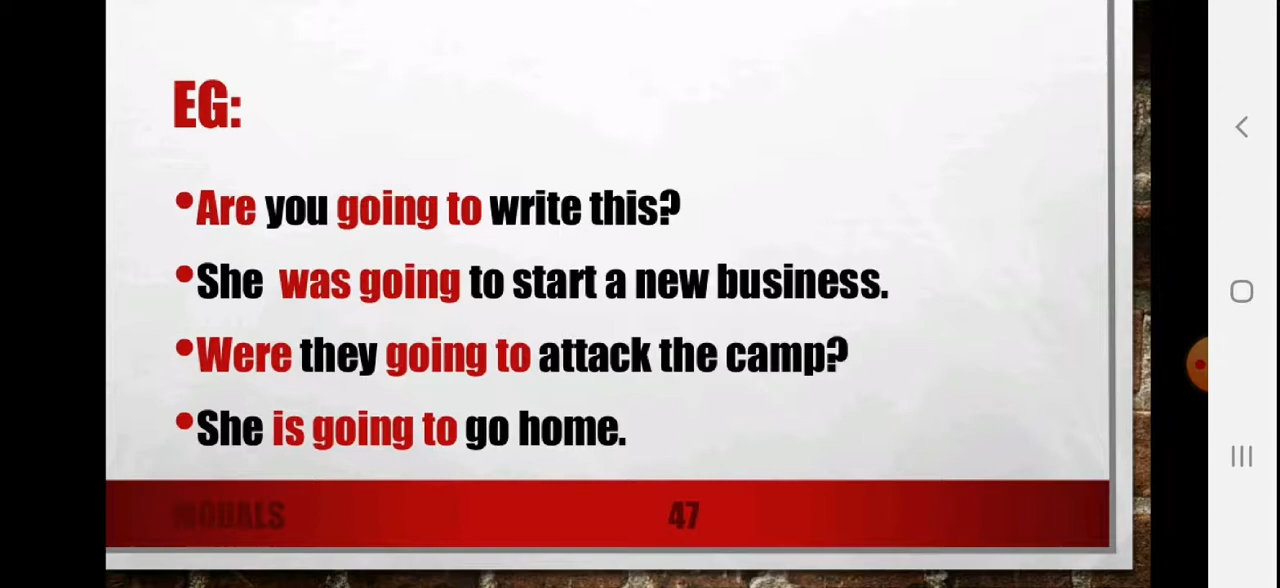 EG:
•Are you going to write this?
•She was going to start a new business.
•Were they going to attack the camp?
•She is going to go home.
MODALS 47